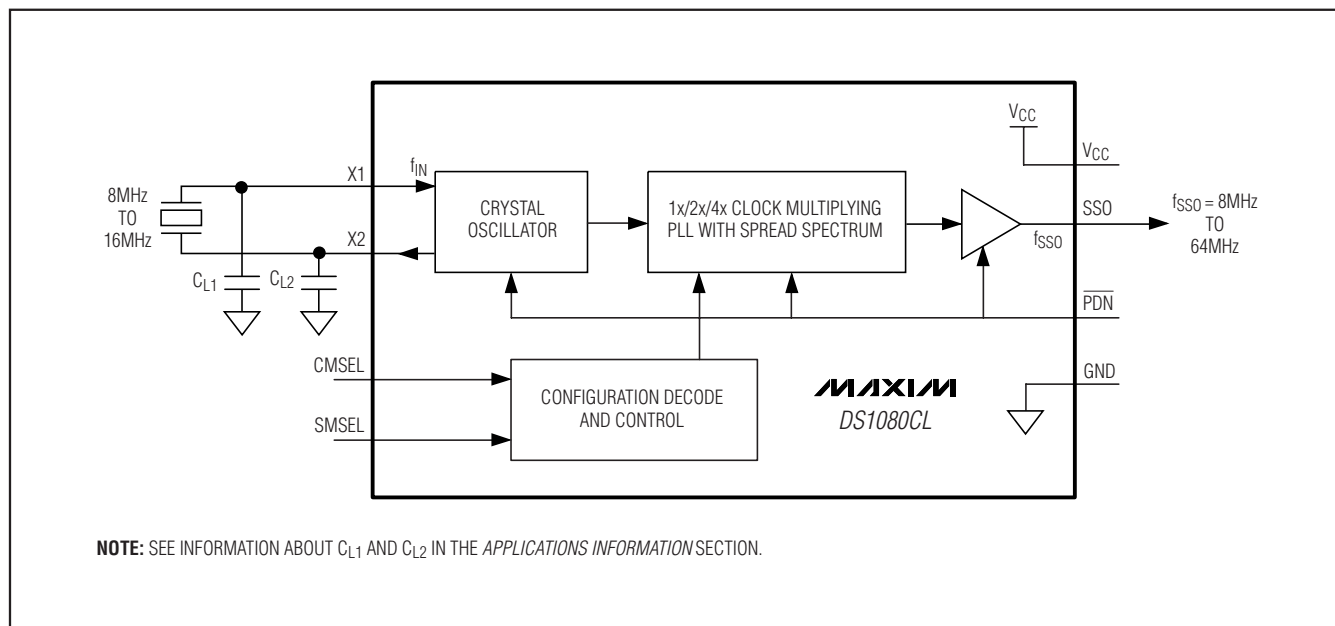 VCC
VCC
X1
fIN
8MHz
TO
16MHz
CRYSTAL
OSCILLATOR
1x/2x/4x CLOCK MULTIPLYING
PLL WITH SPREAD SPECTRUM
SSO
fSSO
fSSO = 8MHz
TO
64MHz
X2
CL1
CL2
PDN
CMSEL
SMSEL
CONFIGURATION DECODE
AND CONTROL
MAXIM
DS1080CL
GND
NOTE: SEE INFORMATION ABOUT CL1 AND CL2 IN THE APPLICATIONS INFORMATION SECTION.